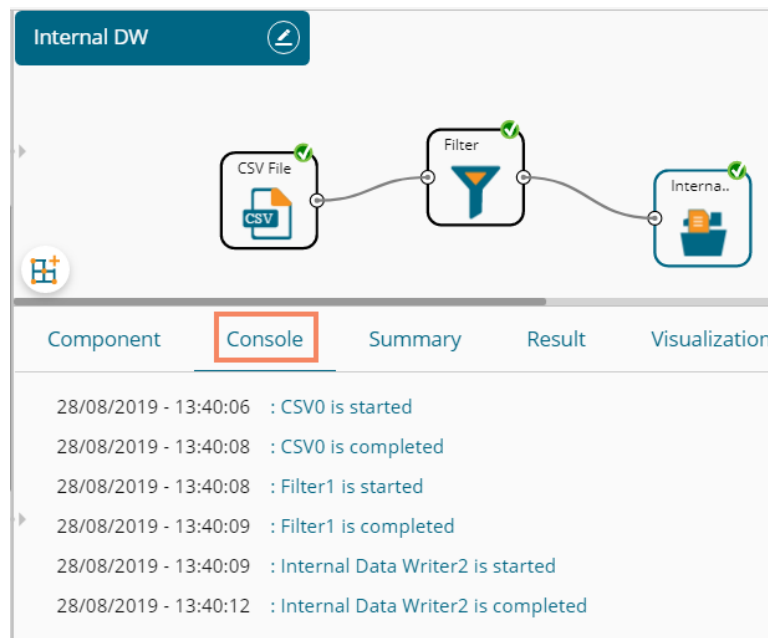 Internal DW
CSV File
CSV
Filter
Interna..
Component Console Summary Result Visualization
28/08/2019 - 13:40:06 : CSV0 is started
28/08/2019 - 13:40:08 : CSV0 is completed
28/08/2019 - 13:40:08 : Filter1 is started
28/08/2019 - 13:40:09 : Filter1 is completed
28/08/2019 - 13:40:09 : Internal Data Writer2 is started
28/08/2019 - 13:40:12 : Internal Data Writer2 is completed